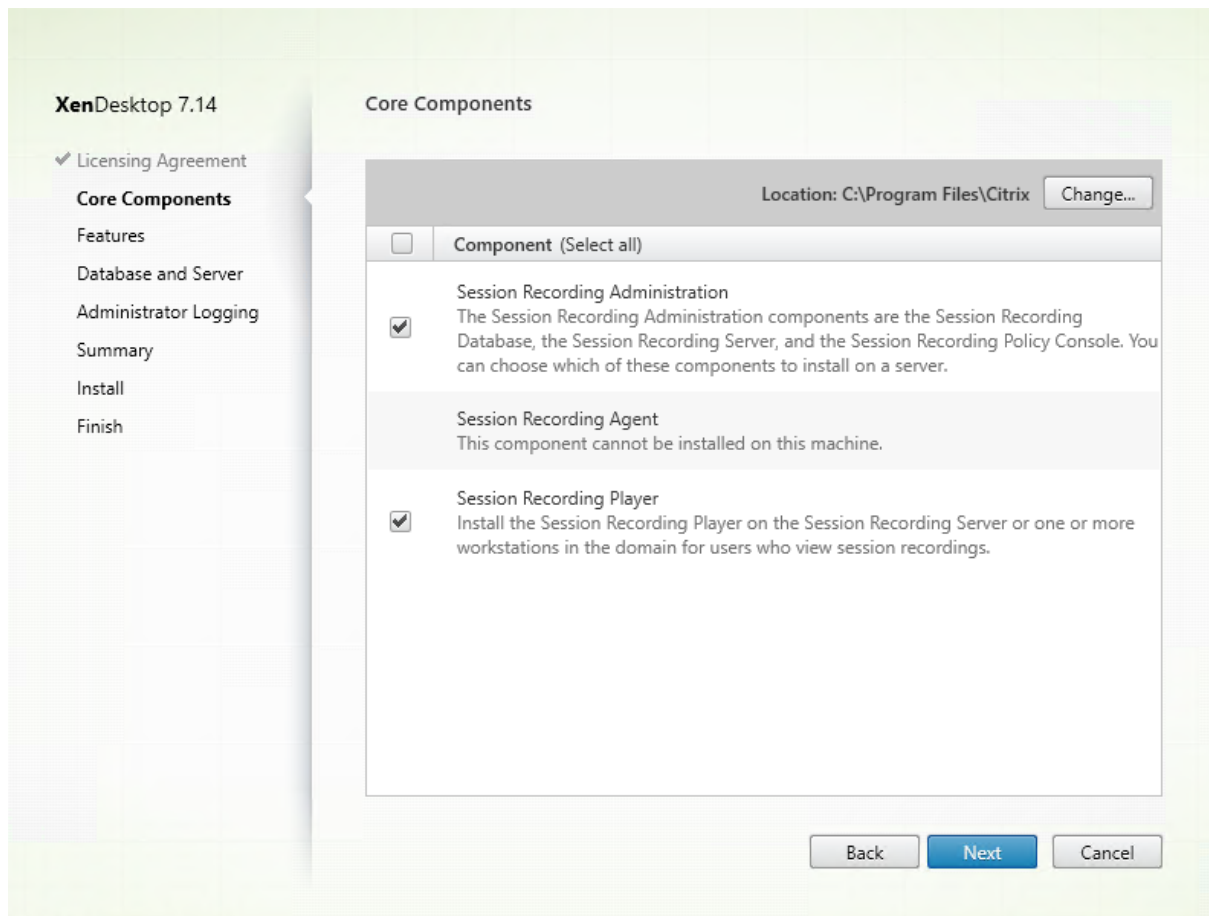 XenDesktop 7.14
Licensing Agreement
Core Components
Features
Database and Server
Administrator Logging
Summary
Install
Finish
Core Components
Location: C:\Program Files\Citrix
Change...
Component (Select all)
Session Recording Administration
The Session Recording Administration components are the Session Recording
Database, the Session Recording Server, and the Session Recording Policy Console. You
can choose which of these components to install on a server.
Session Recording Agent
This component cannot be installed on this machine.
Session Recording Player
Install the Session Recording Player on the Session Recording Server or one or more
workstations in the domain for users who view session recordings.
Back
Next
Cancel